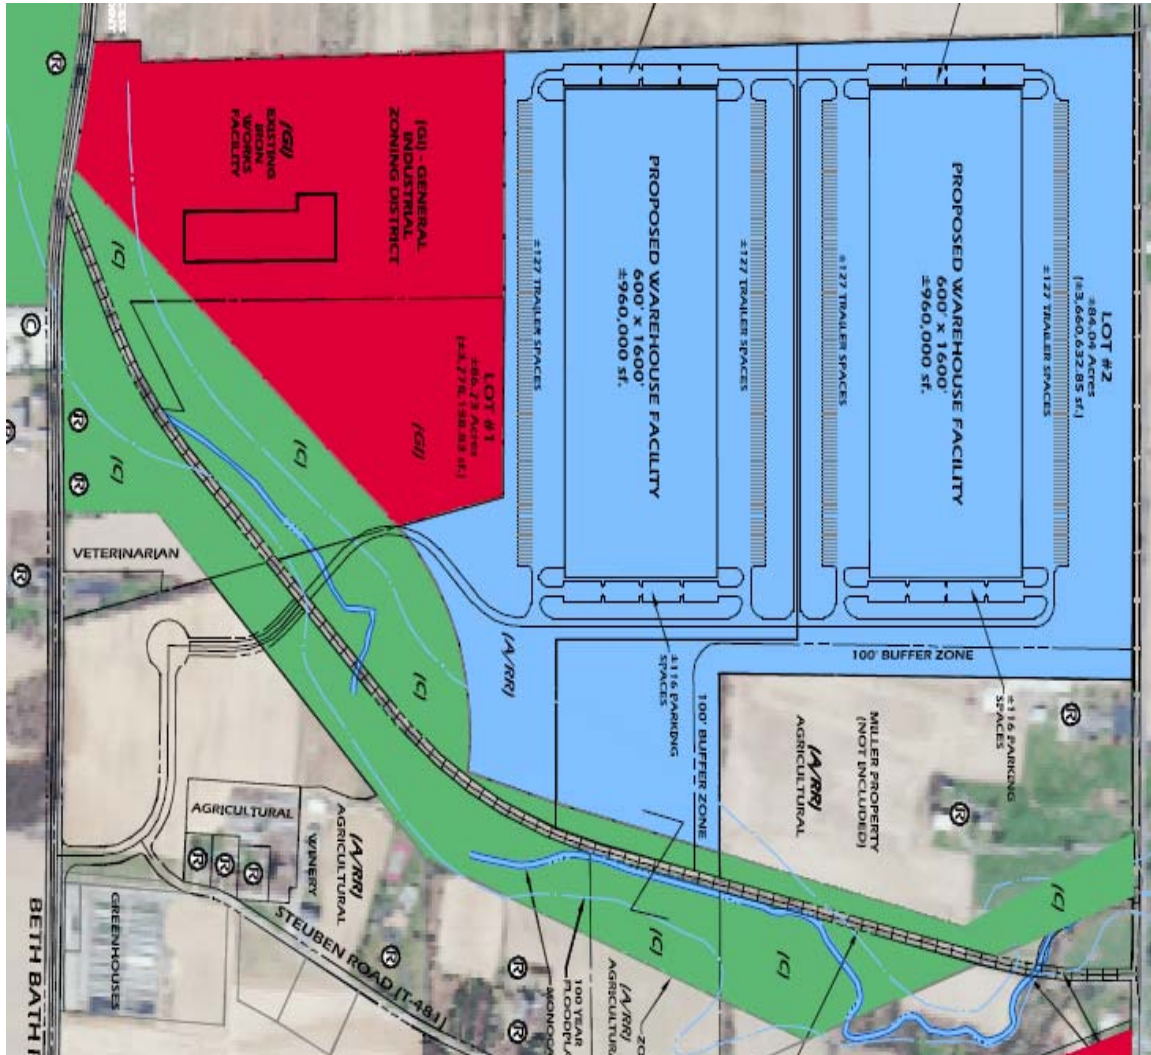 (GI)
EXISTING
IRON
WORKS
FACILITY
(GI) - GENERAL
INDUSTRIAL
ZONING DISTRICT
LOT #1
(GI)
PROPOSED WAREHOUSE FACILITY
600' x 1600'
±960,000 sf.
±127 TRAILER SPACES
±127 TRAILER SPACES
PROPOSED WAREHOUSE FACILITY
600' x 1600'
±960,000 sf.
±127 TRAILER SPACES
±127 TRAILER SPACES
LOT #2
±84.04 Acres
(±3,660,632.85 sf.)
±116 PARKING
SPACES
±116 PARKING
SPACES
100' BUFFER ZONE
100' BUFFER ZONE
MILLER PROPERTY
(NOT INCLUDED)
(A/RR)
AGRICULTURAL
(A/RR)
(C)
(C)
(C)
(C)
(C)
(C)
(C)
VETERINARIAN
AGRICULTURAL
WINERY
(A/RR)
AGRICULTURAL
GREENHOUSES
STEUBEN ROAD (T-481)
BETH BATH
100 YEAR
(A/RR)
R
C
R
R
R
R
R
R
R
R
R
R
R